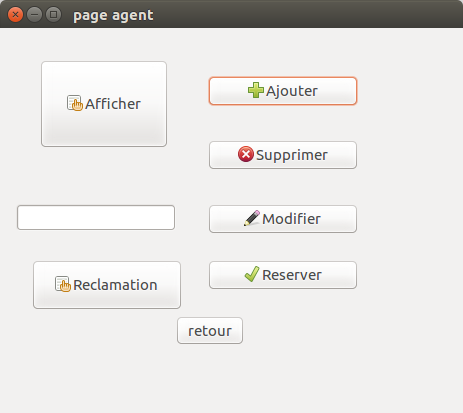 page agent
Afficher
Ajouter
Supprimer
Modifier
Reclamation
Reserver
retour